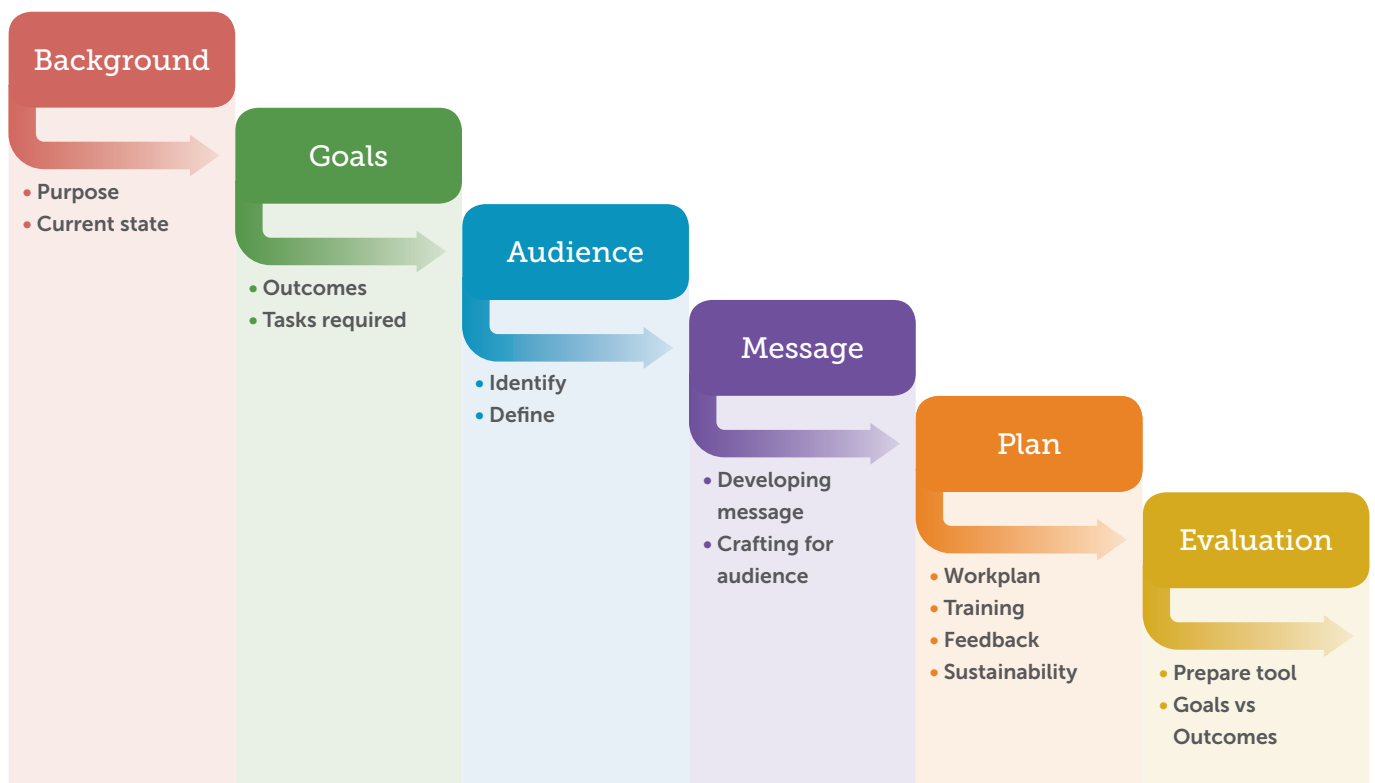 Background
• Purpose
• Current state
Goals
• Outcomes
• Tasks required
Audience
• Identify
• Define
Message
• Developing
message
• Crafting for
audience
Plan
• Workplan
• Training
• Feedback
• Sustainability
Evaluation
• Prepare tool
• Goals vs
Outcomes